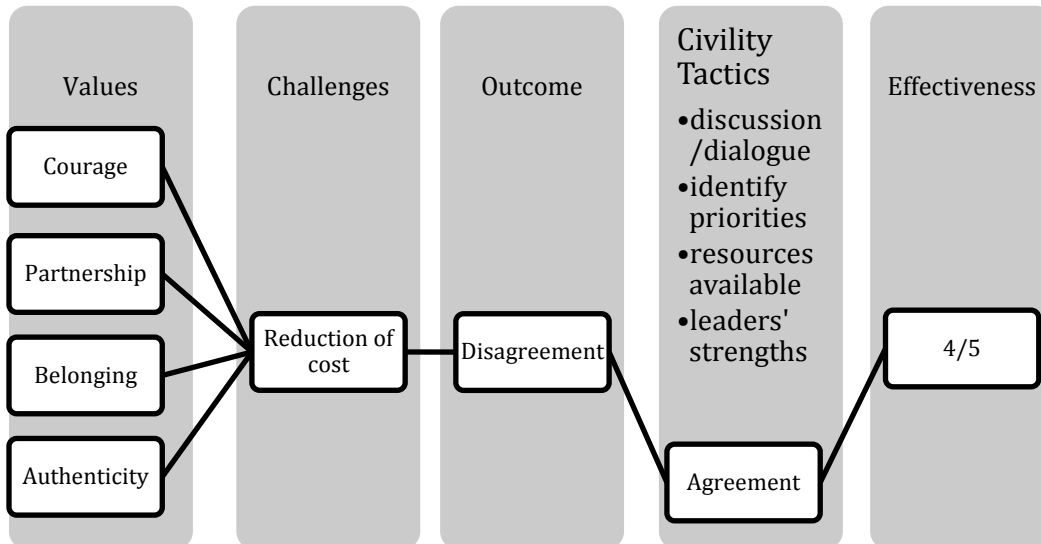 Values
Courage
Partnership
Belonging
Authenticity
Challenges
Reduction of
cost
Outcome
Disagreement
Civility
Tactics
•discussion
/dialogue
•identify
priorities
•resources
available
•leaders'
strengths
Agreement
Effectiveness
4/5